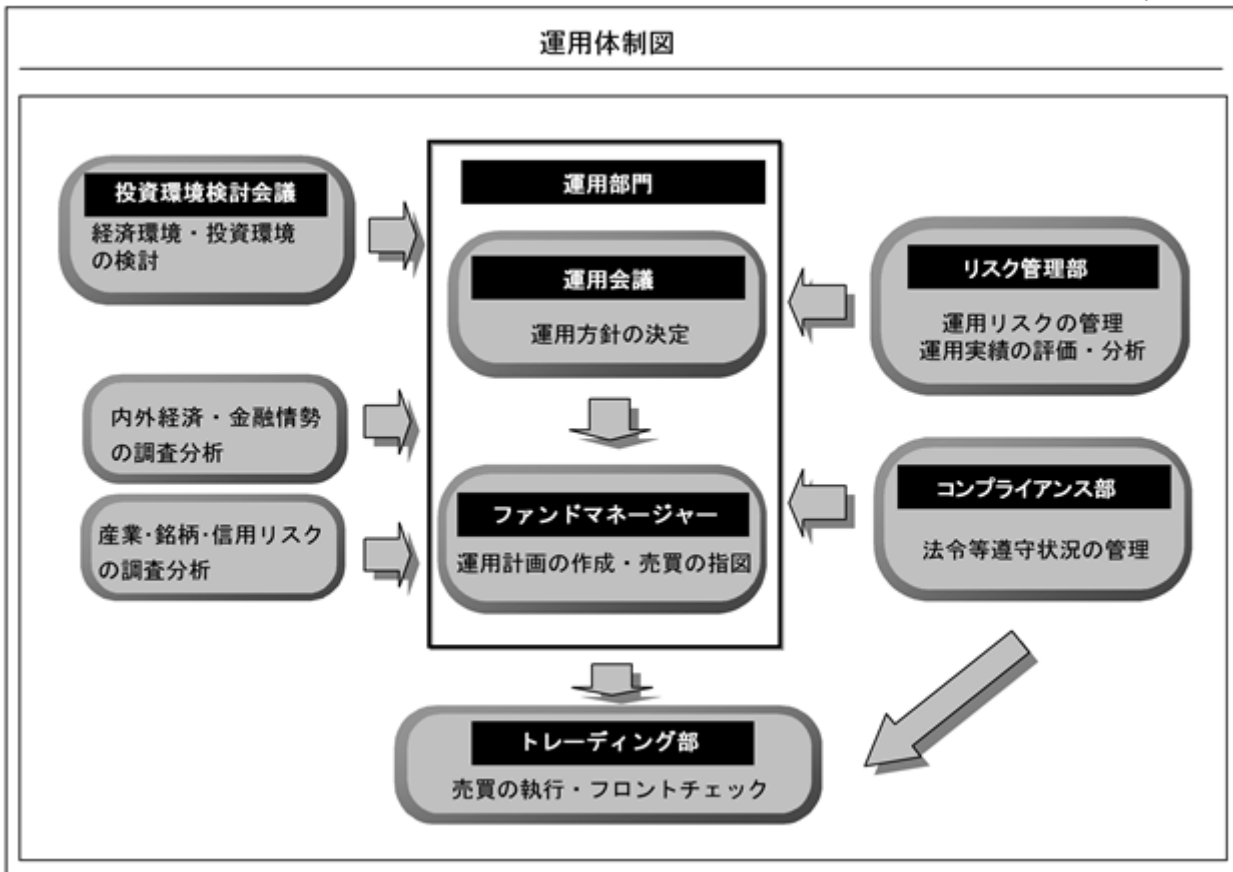 運用体制図
投資環境検討会議
経済環境・投資環境
の検討
内外経済・金融情勢
の調査分析
産業・銘柄・信用リスク
の調査分析
運用部門
運用会議
運用方針の決定
ファンドマネージャー
運用計画の作成・売買の指図
リスク管理部
運用リスクの管理
運用実績の評価・分析
コンプライアンス部
法令等遵守状況の管理
トレーディング部
売買の執行・フロントチェック